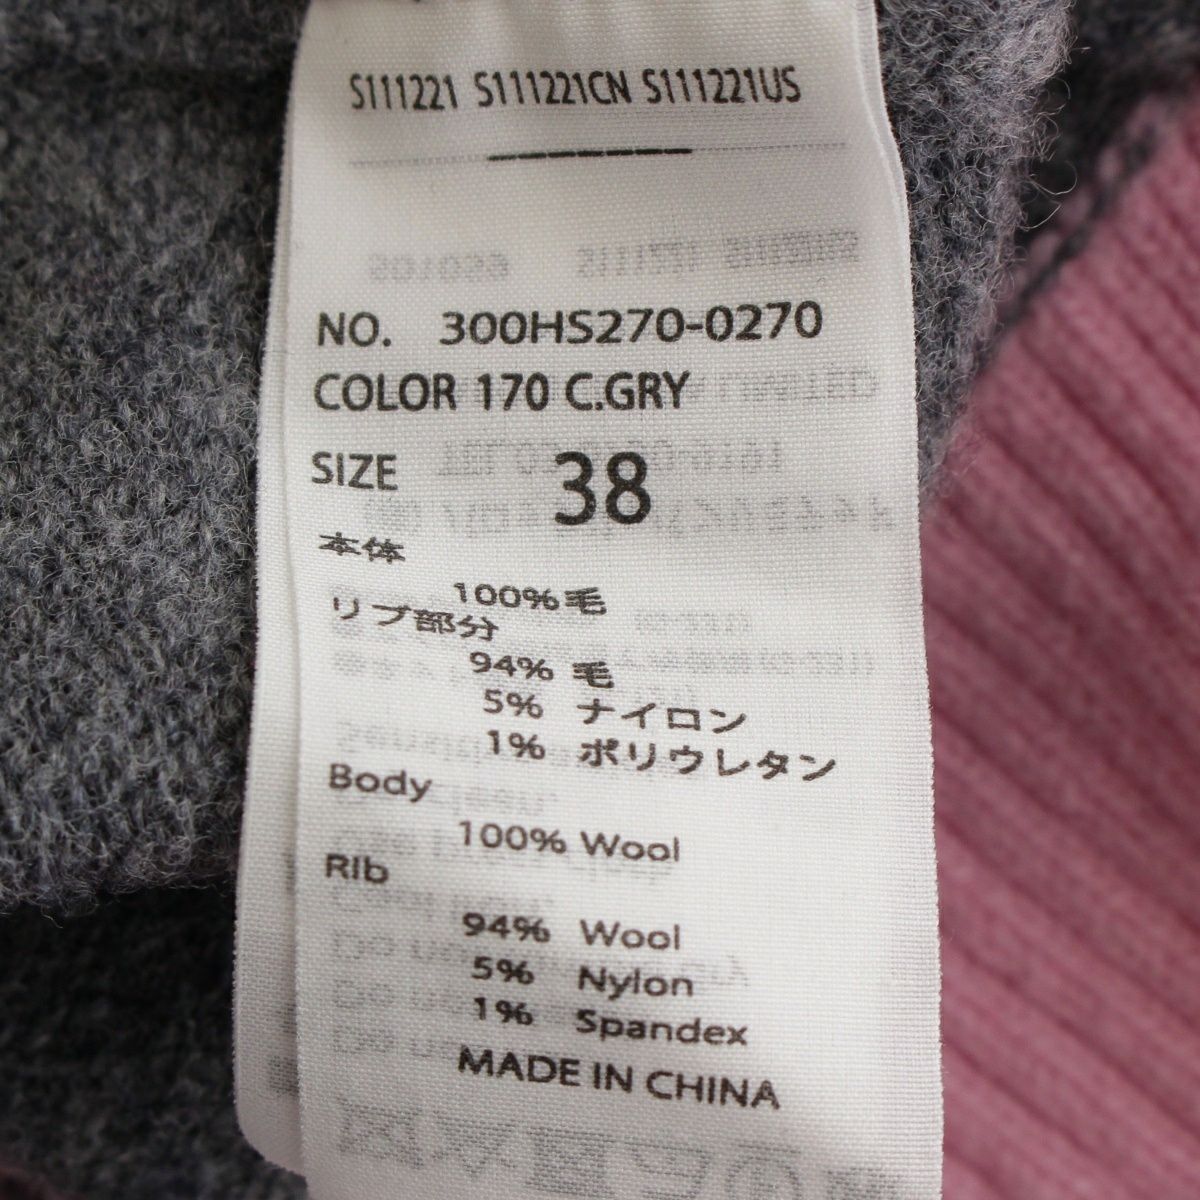 S111221 S111221CN S111221US
NO. 300HS270-0270
COLOR 170 C.GRY
SIZE 38
本体
100%毛
リブ部分
94% 毛
5% ナイロン
1% ポリウレタン
Body
100% Wool
Rib
94% Wool
5% Nylon
1% Spandex
MADE IN CHINA